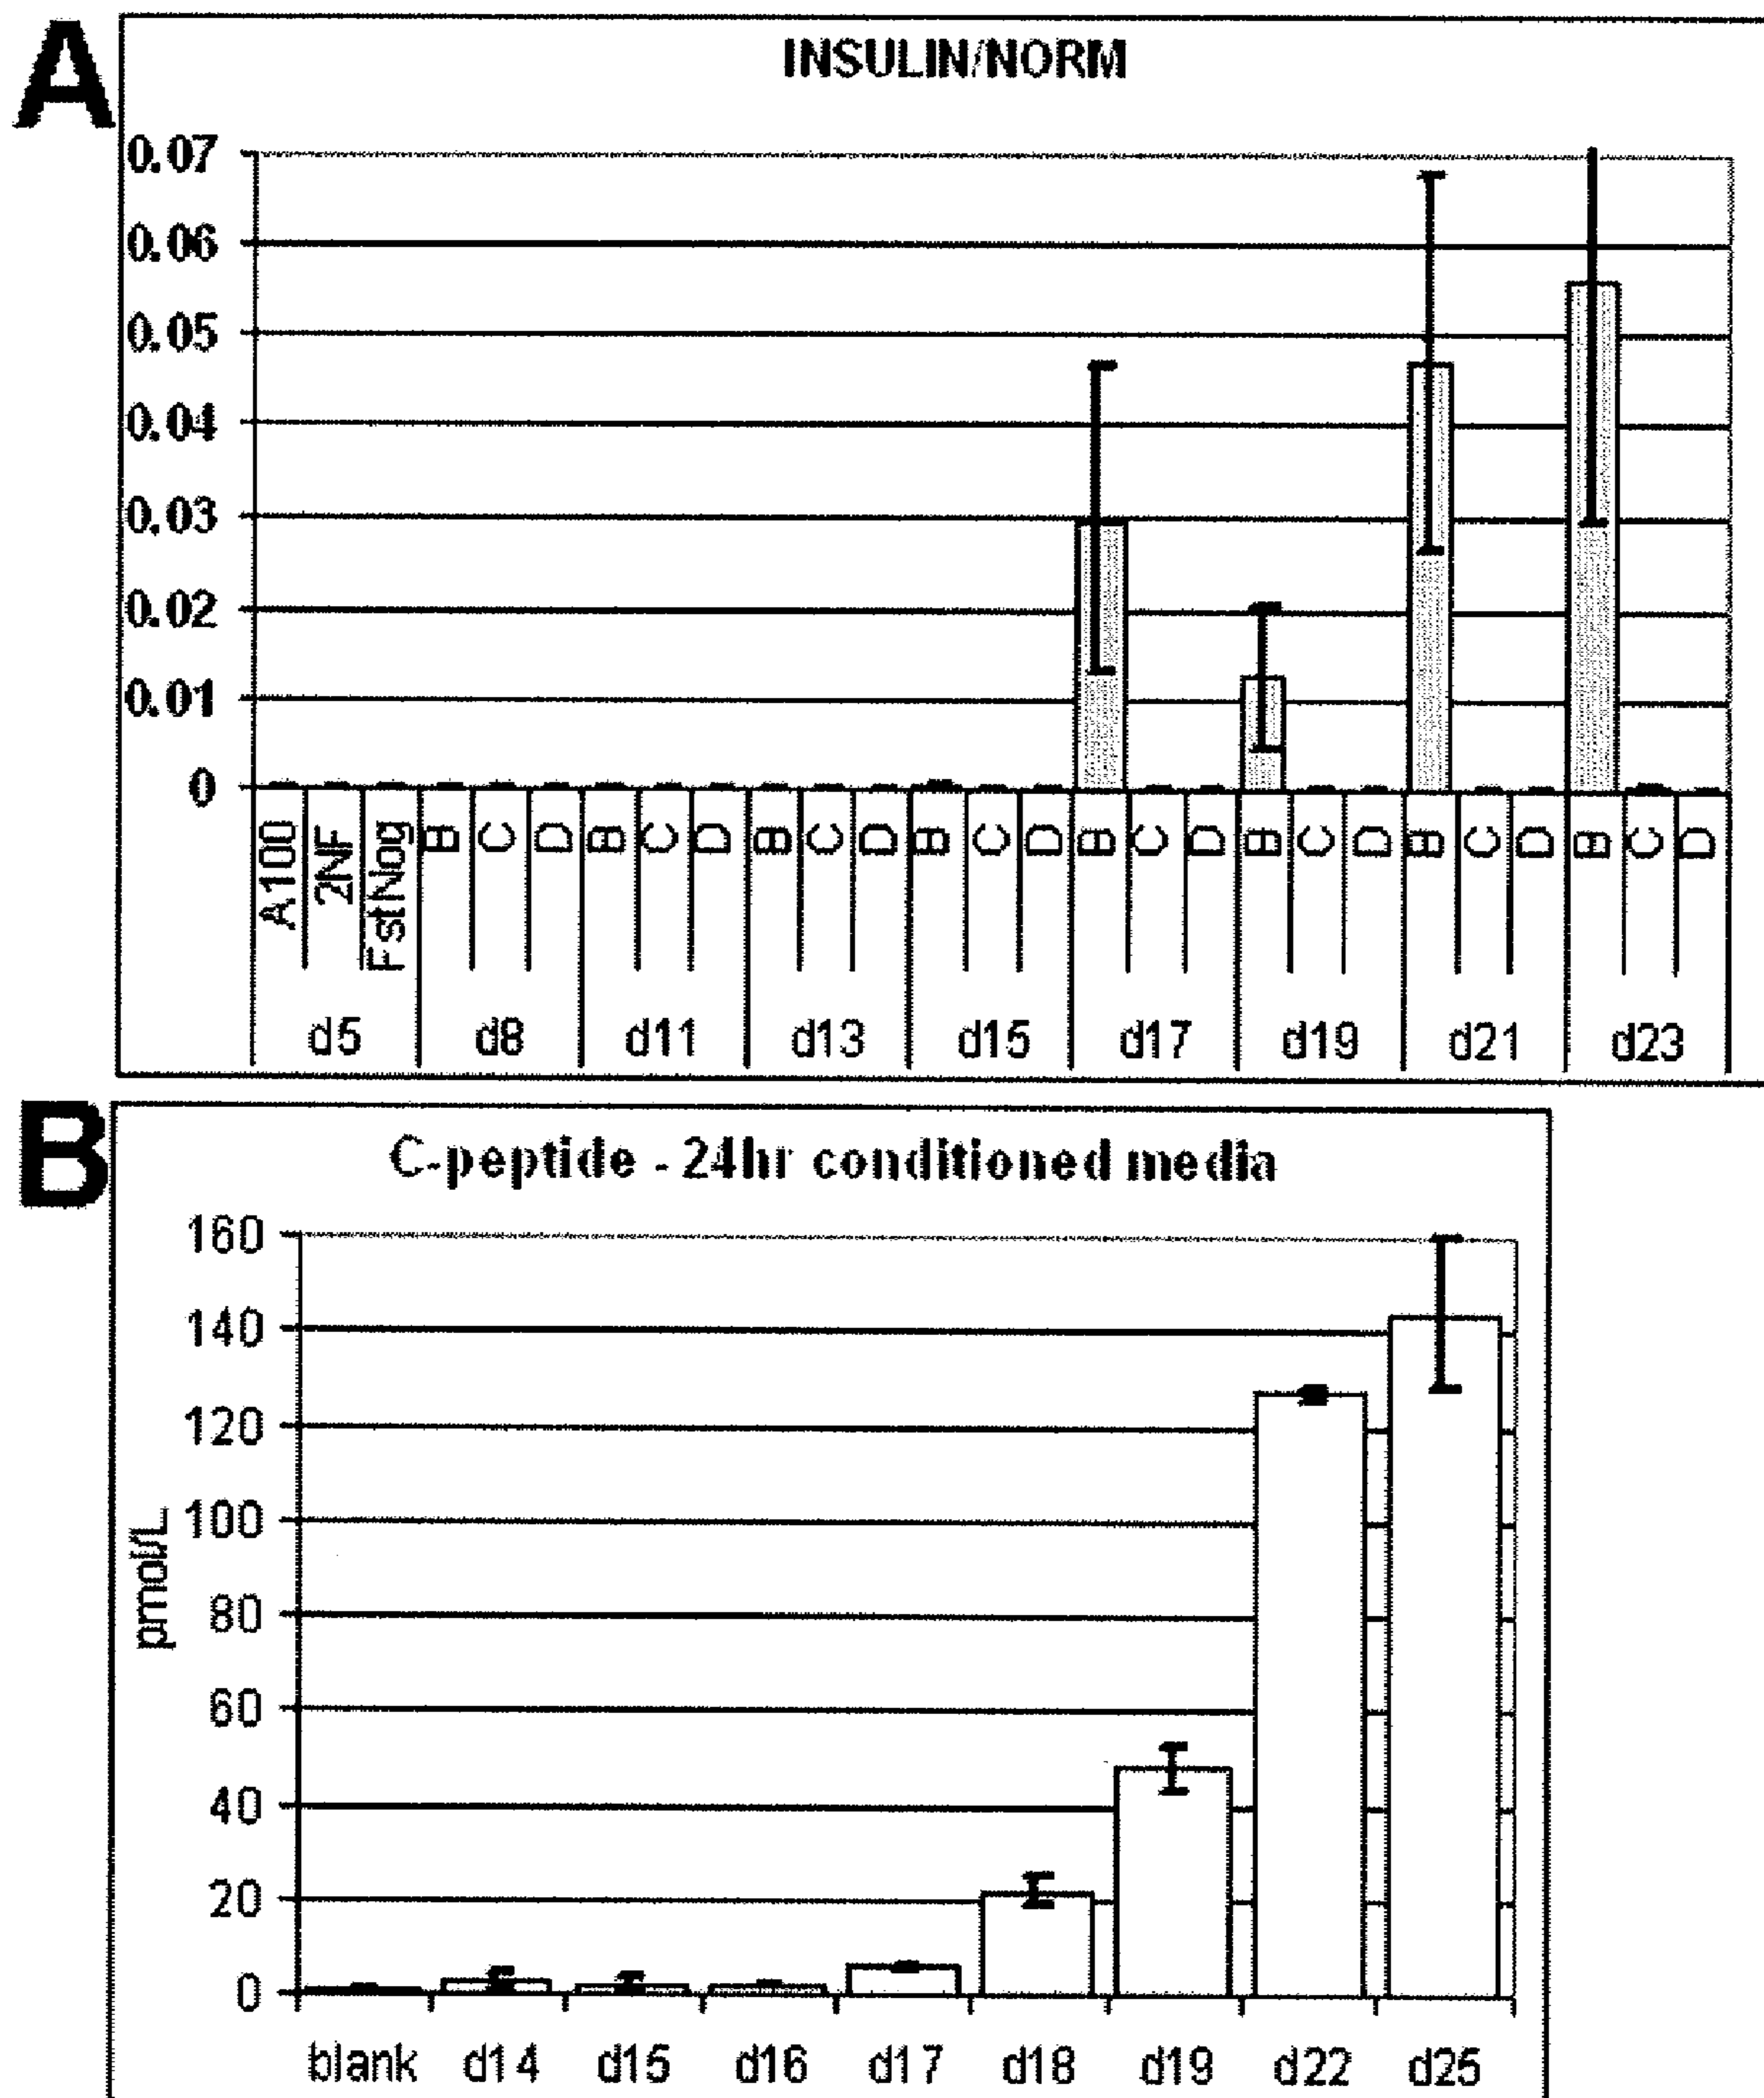 A
INSULIN/NORM
0.07
0.06
0.05
0.04
0.03
0.02
0.01
0
A100 2NF FstNog B C D B C D B C D B C D B C D B C D B C D B C D
d5 d8 d11 d13 d15 d17 d19 d21 d23
B
C-peptide - 24hr conditioned media
160
140
120
100
80
60
40
20
0
pmol/L
blank d14 d15 d16 d17 d18 d19 d22 d25